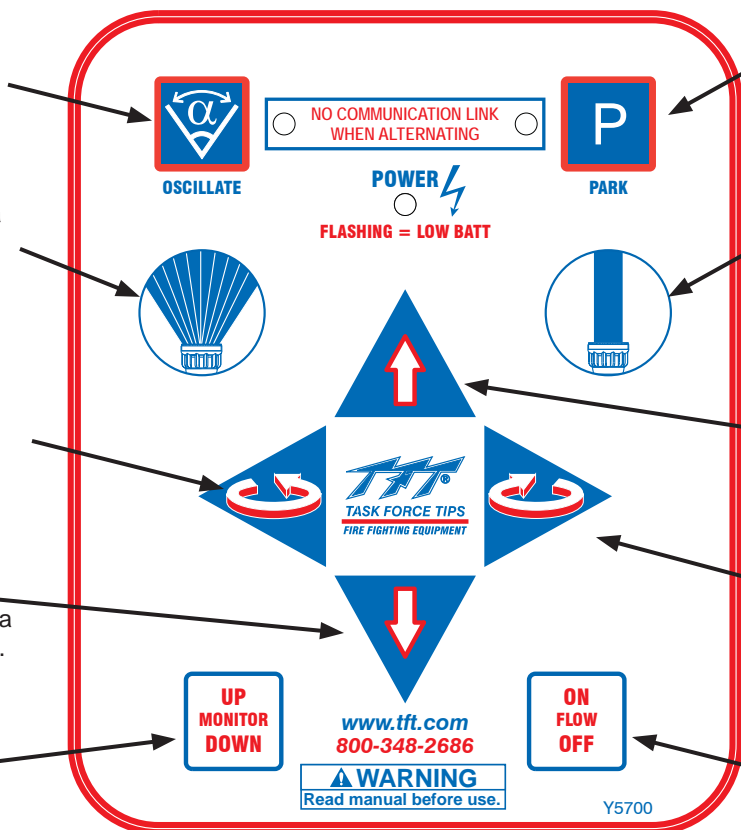 α
NO COMMUNICATION LINK
WHEN ALTERNATING
P
OSCILLATE
POWER
PARK
FLASHING = LOW BATT
TFT®
TASK FORCE TIPS
FIRE FIGHTING EQUIPMENT
a
.
UP
MONITOR
DOWN
ON
FLOW
OFF
www.tft.com
800-348-2686
WARNING
Read manual before use.
Y5700